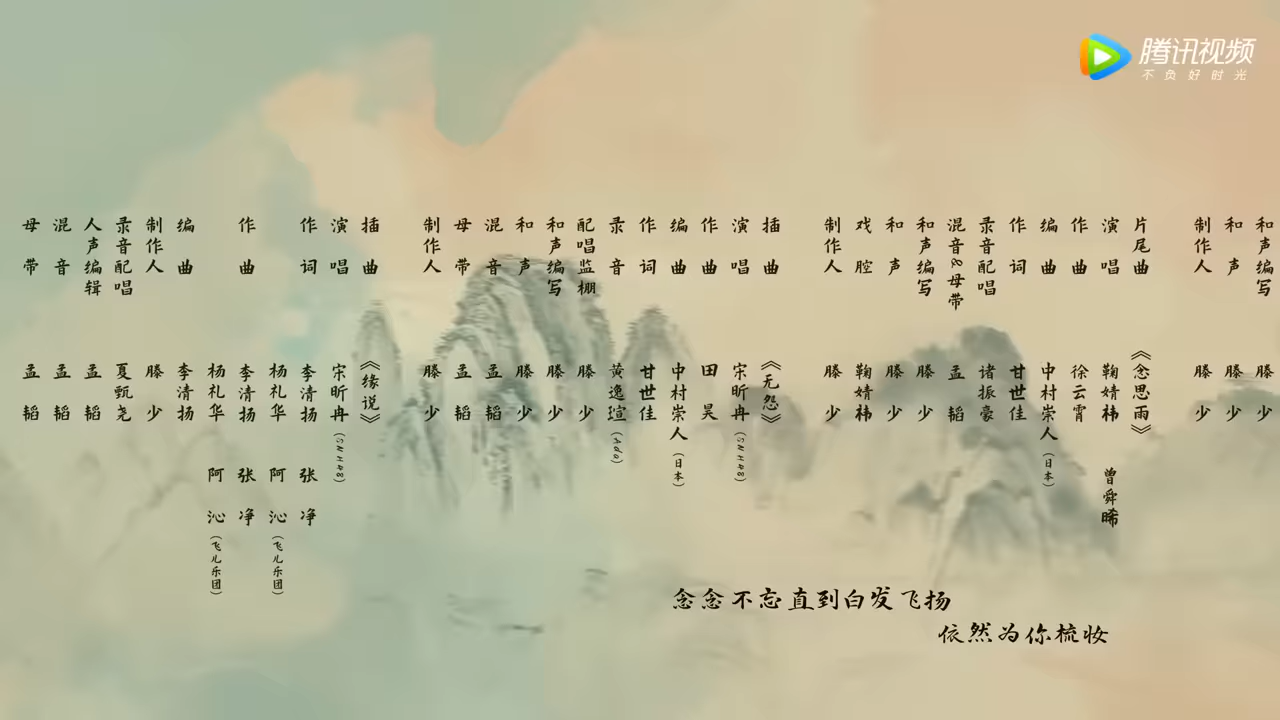 腾讯视频
不负好时光
和声编写 滕少
和声 滕少
制作人 滕少
片尾曲 《念思雨》
演唱 鞠婧祎 曾舜晞
作曲 徐云霄
编曲 中村崇人(日本)
作词 甘世佳
录音配唱 诸振豪
混音&母带 孟韬
和声编写 滕少
和声 滕少
戏腔 鞠婧祎
制作人 滕少
插曲 《无怨》
演唱 宋昕冉(SNH48)
作曲 田昊
编曲 中村崇人(日本)
作词 甘世佳
录音 黄逸瑄(Ada)
配唱监棚 滕少
和声编写 滕少
和声 滕少
混音 孟韬
母带 孟韬
制作人 滕少
插曲 《缘说》
演唱 宋昕冉(SNH48)
作词 李清扬 张净
杨礼华 阿沁(飞儿乐团)
作曲 李清扬 张净
杨礼华 阿沁(飞儿乐团)
编曲 李清扬
制作人 滕少
录音配唱 夏甄尧
人声编辑 孟韬
混音 孟韬
母带 孟韬
念念不忘直到白发飞扬
依然为你梳妆